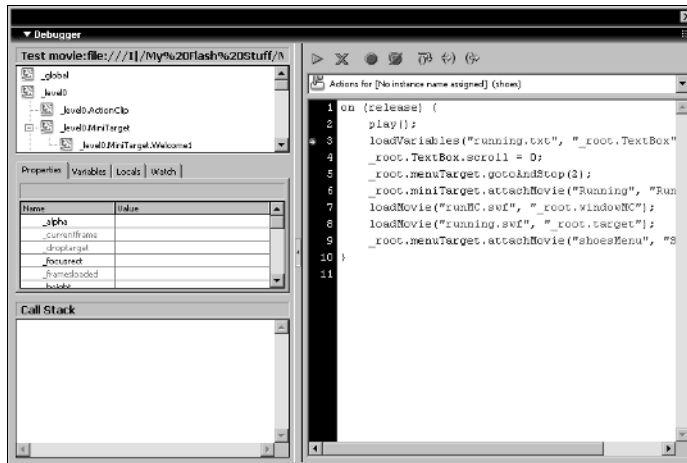 Debugger
Test movie:file:///I|/My%20Flash%20Stuff/
_global
_level0
_level0.ActionClip
_level0.MiniTarget
_level0.MiniTarget.Welcome1
Properties Variables Locals Watch
Name Value
_alpha
_currentframe
_droptarget
_focusrect
_framesloaded
_height
Call Stack
Actions for [No instance name assigned] (shoes)
1 on (release) {
2 play();
3 loadVariables("running.txt", "_root.TextBox"
4 _root.TextBox.scroll = 0;
5 _root.menuTarget.gotoAndStop(2);
6 _root.miniTarget.attachMovie("Running", "Run
7 loadMovie("runMC.swf", "_root.windowMC");
8 loadMovie("running.swf", "_root.target");
9 _root.menuTarget.attachMovie("shoesMenu", "S
10 }
11